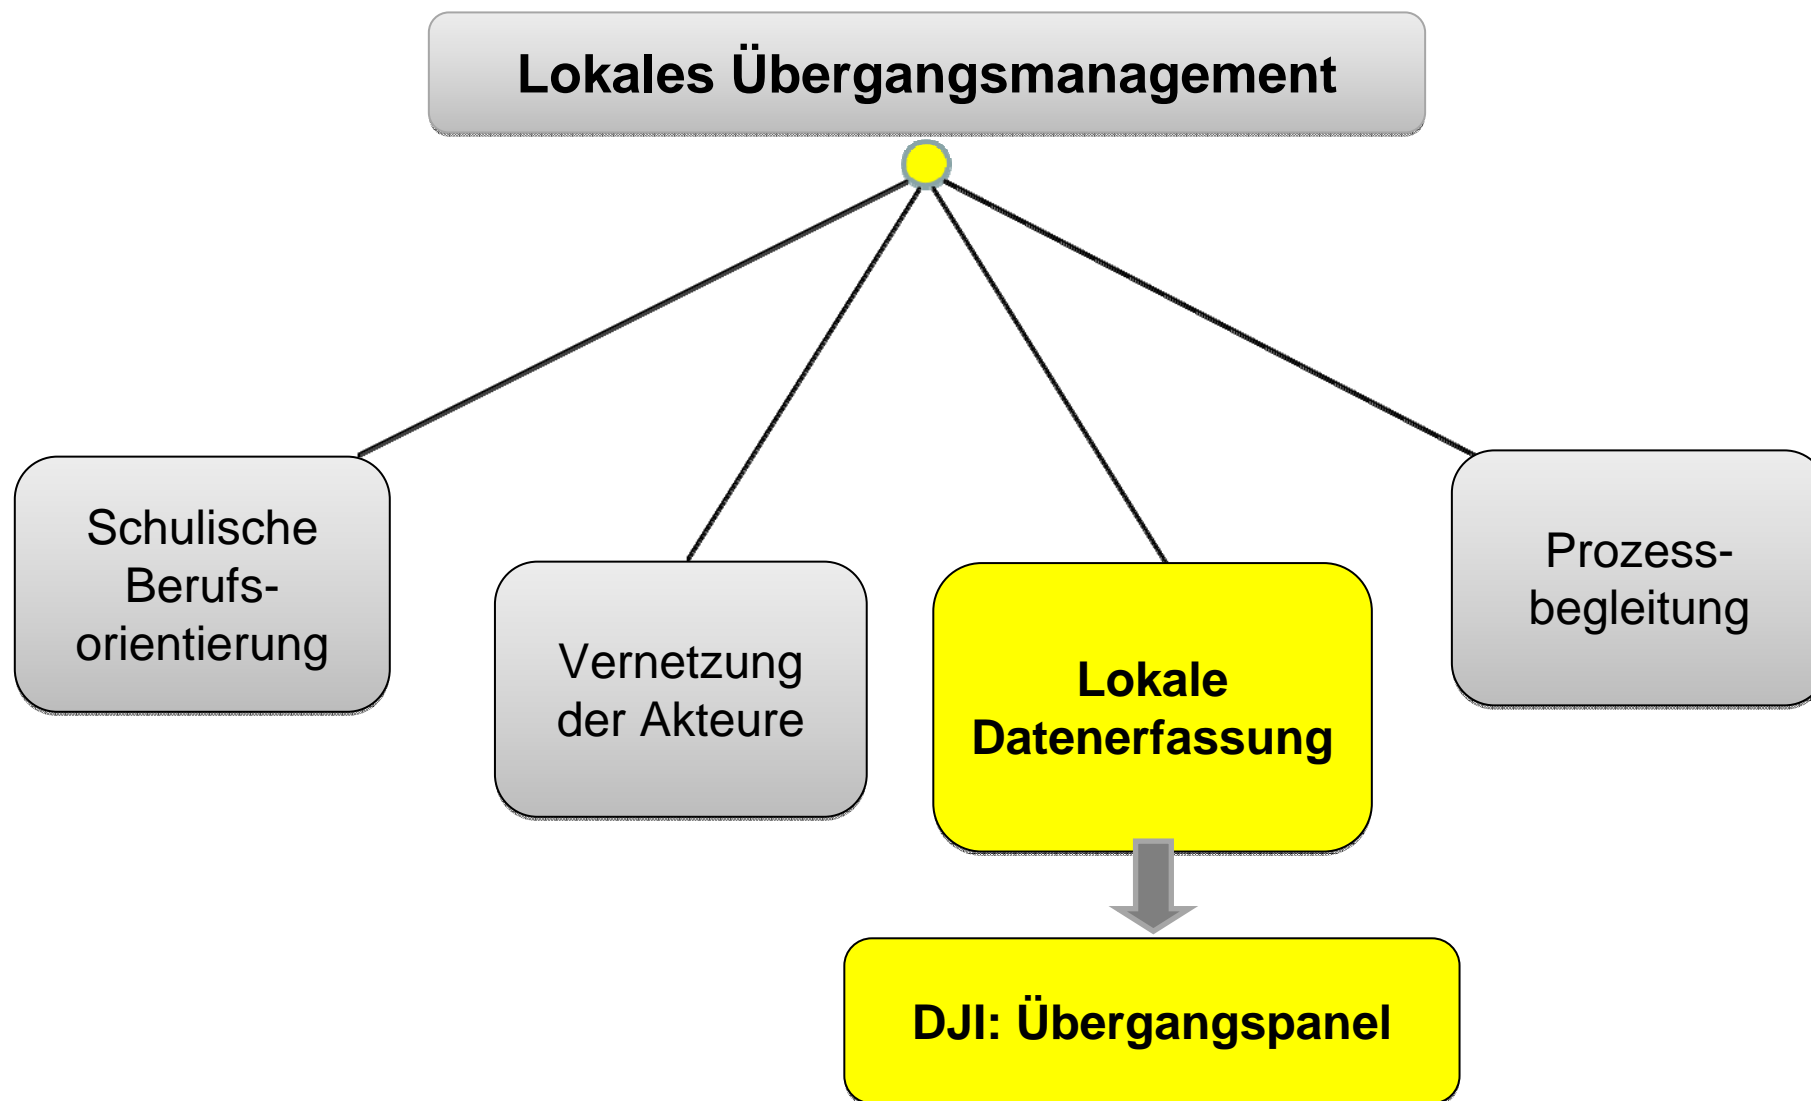 Lokales Übergangsmanagement
Schulische
Berufs-
orientierung
Vernetzung
der Akteure
Lokale
Datenerfassung
Prozess-
begleitung
DJI: Übergangspanel